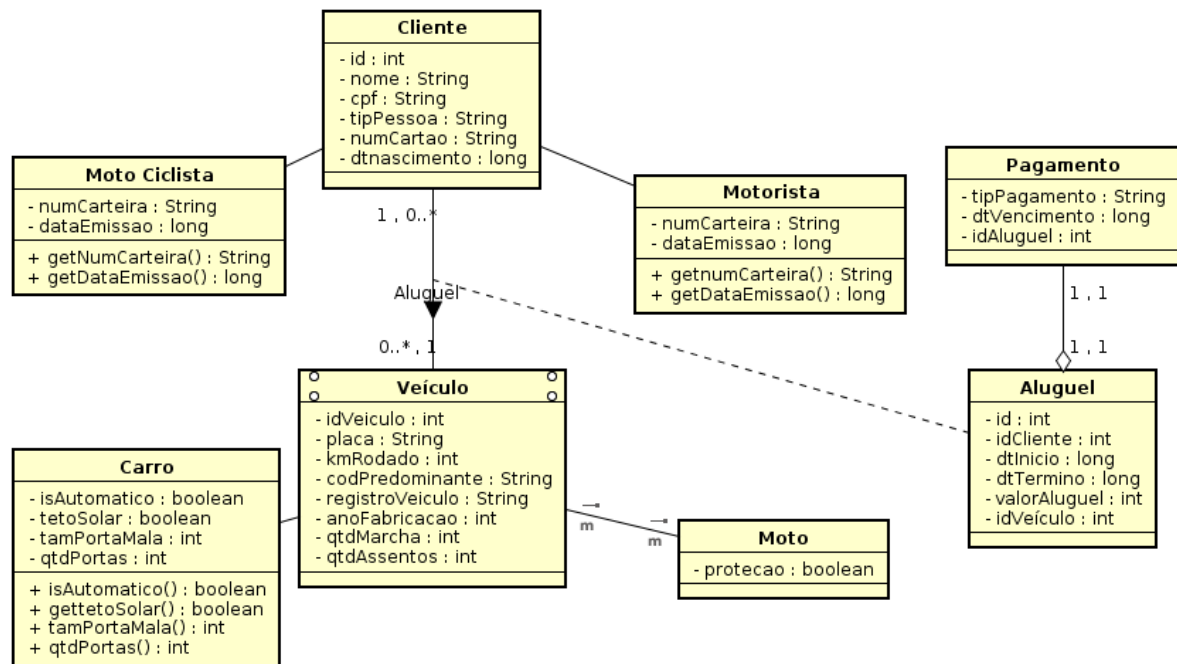 Cliente
- id : int
- nome : String
- cpf : String
- tipPessoa : String
- numCartao : String
- dtnascimento : long
Moto Ciclista
- numCarteira : String
- dataEmissao : long
+ getNumCarteira() : String
+ getDataEmissao() : long
Motorista
- numCarteira : String
- dataEmissao : long
+ getnumCarteira() : String
+ getDataEmissao() : long
Pagamento
- tipPagamento : String
- dtVencimento : long
- idAluguel : int
1 , 0..*
Aluguel
0..* , 1
1 , 1
1 , 1
Veículo
- idVeiculo : int
- placa : String
- kmRodado : int
- codPredominante : String
- registroVeiculo : String
- anoFabricacao : int
- qtdMarcha : int
- qtdAssentos : int
Aluguel
- id : int
- idCliente : int
- dtInicio : long
- dtTermino : long
- valorAluguel : int
- idVeículo : int
Carro
- isAutomatico : boolean
- tetoSolar : boolean
- tamPortaMala : int
- qtdPortas : int
+ isAutomatico() : boolean
+ gettetoSolar() : boolean
+ tamPortaMala() : int
+ qtdPortas() : int
m
m
Moto
- protecao : boolean